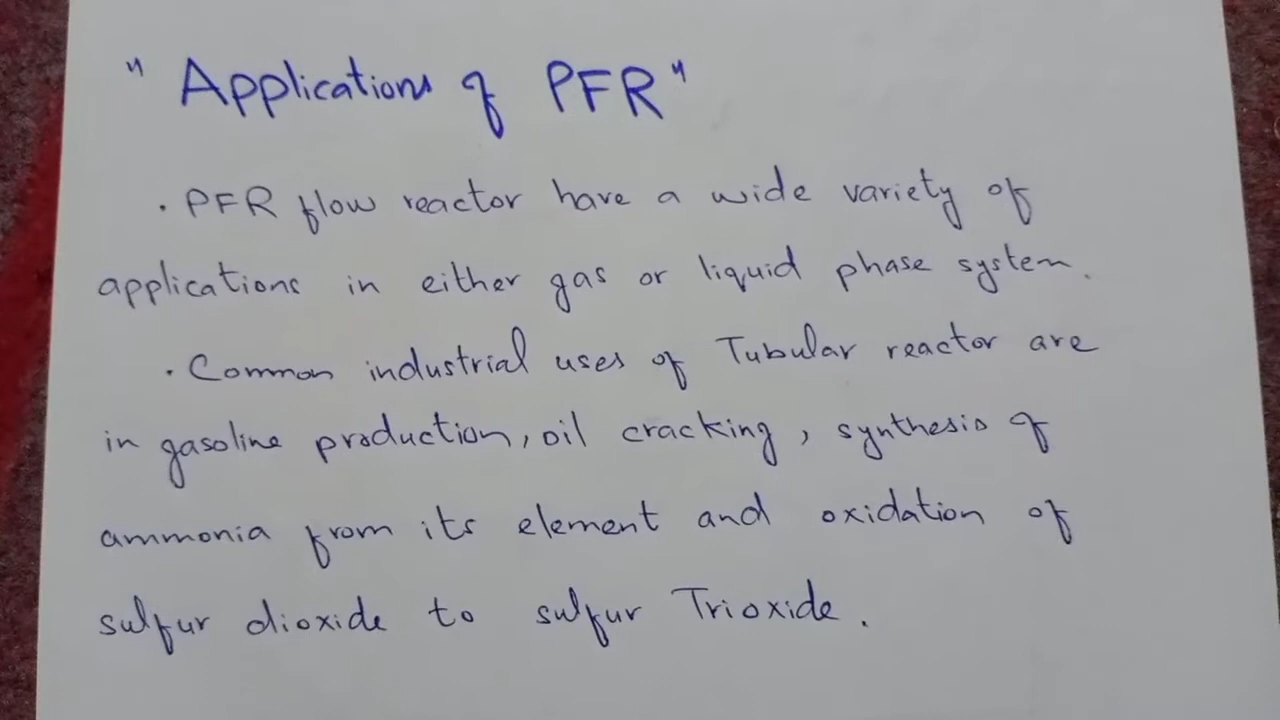 "Applications of PFR"
. PFR flow reactor have a wide variety of
applications in either gas or liquid phase system.
. Common industrial uses of Tubular reactor are
in gasoline production, oil cracking, synthesis of
ammonia from its element and oxidation of
sulfur dioxide to sulfur Trioxide.